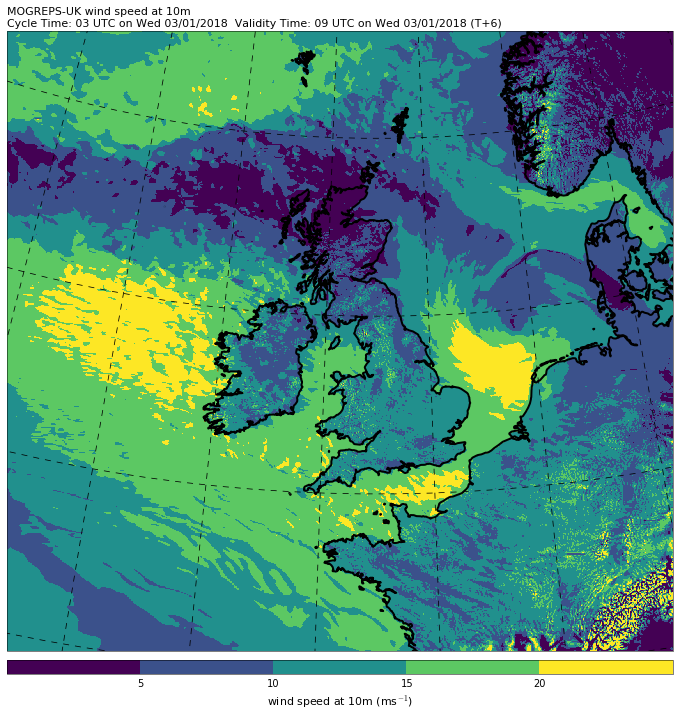 MOGREPS-UK wind speed at 10m
Cycle Time: 03 UTC on Wed 03/01/2018  Validity Time: 09 UTC on Wed 03/01/2018 (T+6)
5 10 15 20
wind speed at 10m (ms⁻¹)